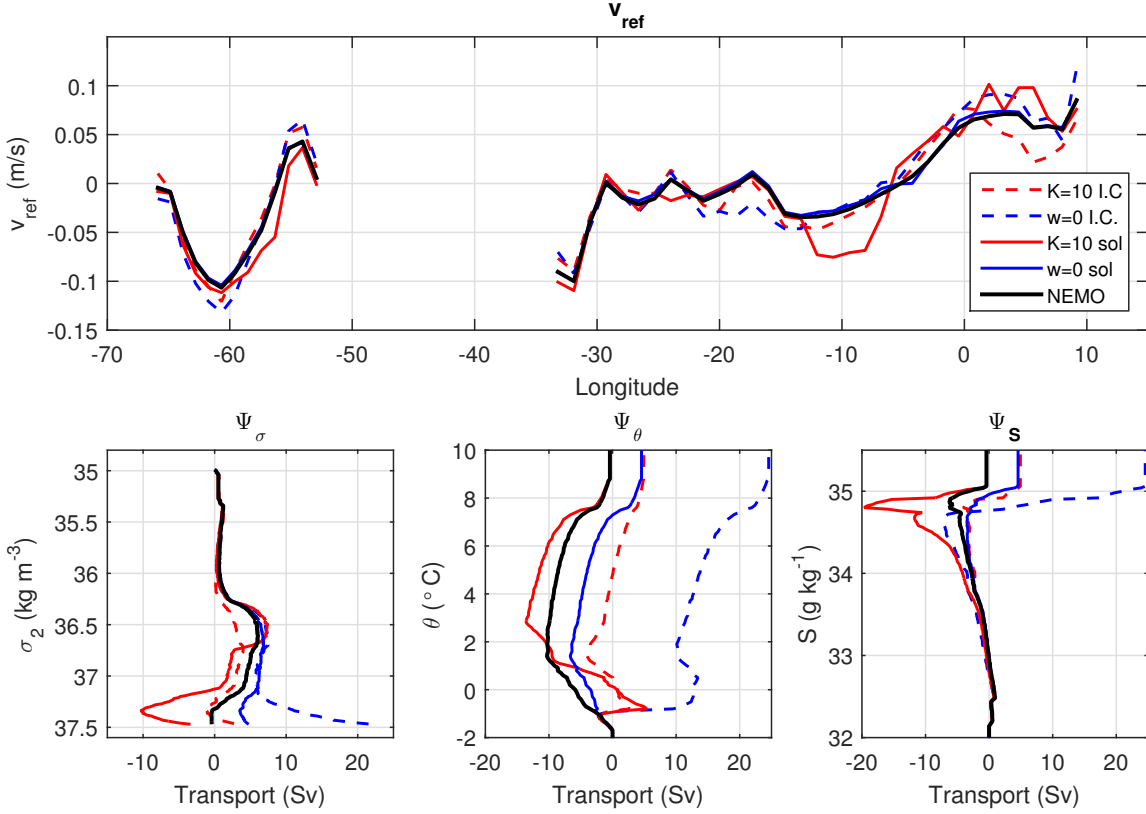 v_ref
0.1
0.05
0
-0.05
-0.1
-0.15
v_ref (m/s)
-70 -60 -50 -40 -30 -20 -10 0 10
Longitude
K=10 I.C
w=0 I.C.
K=10 sol
w=0 sol
NEMO
Ψ_σ
35
35.5
36
36.5
37
37.5
σ_2 (kg m^-3)
-10 0 10 20
Transport (Sv)
Ψ_θ
10
8
6
4
2
0
-2
θ (°C)
-20 -10 0 10 20
Transport (Sv)
Ψ_S
35
34
33
32
S (g kg^-1)
-20 -10 0 10 20
Transport (Sv)